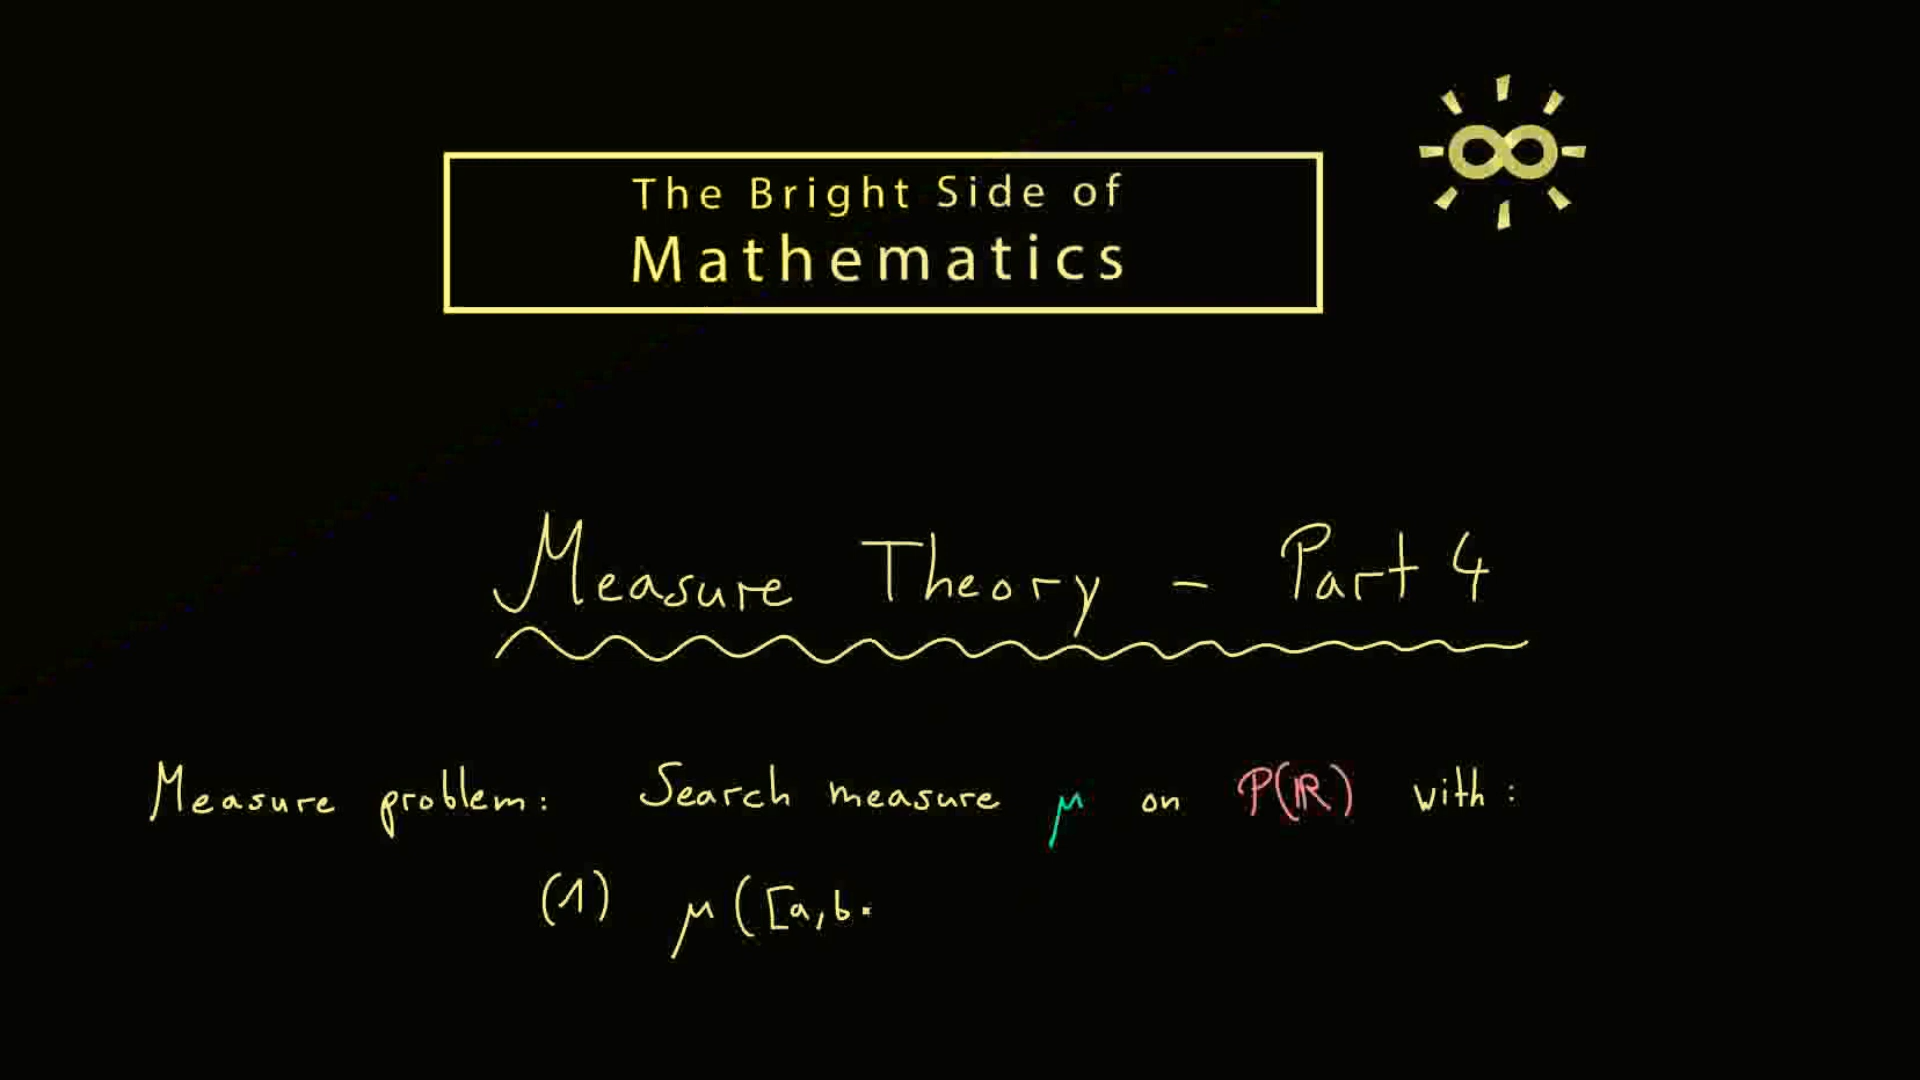 The Bright Side of
Mathematics
Measure Theory - Part 4
Measure problem: Search measure μ on P(ℝ) with:
(1) μ([a,b